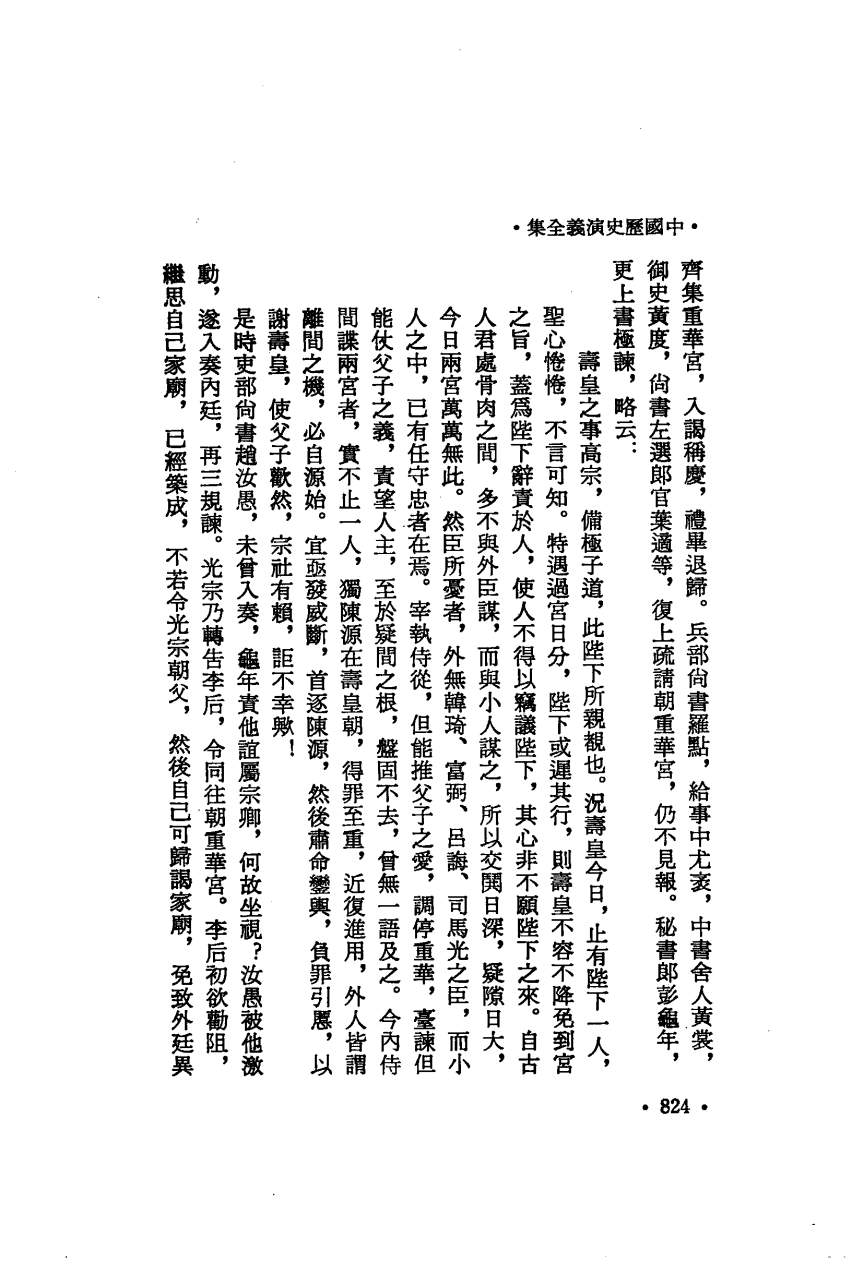 ·中國歷史演義全集·
齊集重華宮，入謁稱慶，禮畢退歸。兵部尚書羅點，給事中尤袤，中書舍人黃裳，
御史黃度，尚書左選郎官葉適等，復上疏請朝重華宮，仍不見報。秘書郎彭龜年，
更上書極諫，略云：
壽皇之事高宗，備極子道，此陛下所親覩也。況壽皇今日，止有陛下一人，
聖心惓惓，不言可知。特遇過宮日分，陛下或遲其行，則壽皇不容不降免到宮
之旨，蓋爲陛下辭責於人，使人不得以竊議陛下，其心非不願陛下之來。自古
人君處骨肉之間，多不與外臣謀，而與小人謀之，所以交鬨日深，疑隙日大，
今日兩宮萬萬無此。然臣所憂者，外無韓琦、富弼、呂誨、司馬光之臣，而小
人之中，已有任守忠者在焉。宰執侍從，但能推父子之愛，調停重華，臺諫但
能仗父子之義，責望人主，至於疑間之根，盤固不去，曾無一語及之。今內侍
間諜兩宮者，實不止一人，獨陳源在壽皇朝，得罪至重，近復進用，外人皆謂
離間之機，必自源始。宜亟發威斷，首逐陳源，然後肅命鑾輿，負罪引慝，以
謝壽皇，使父子歡然，宗社有賴，詎不幸歟！
是時吏部尚書趙汝愚，未曾入奏，龜年責他誼屬宗卿，何故坐視？汝愚被他激
動，遂入奏內廷，再三規諫。光宗乃轉告李后，令同往朝重華宮。李后初欲勸阻，
繼思自己家廟，已經築成，不若令光宗朝父，然後自己可歸謁家廟，免致外廷異
·824·